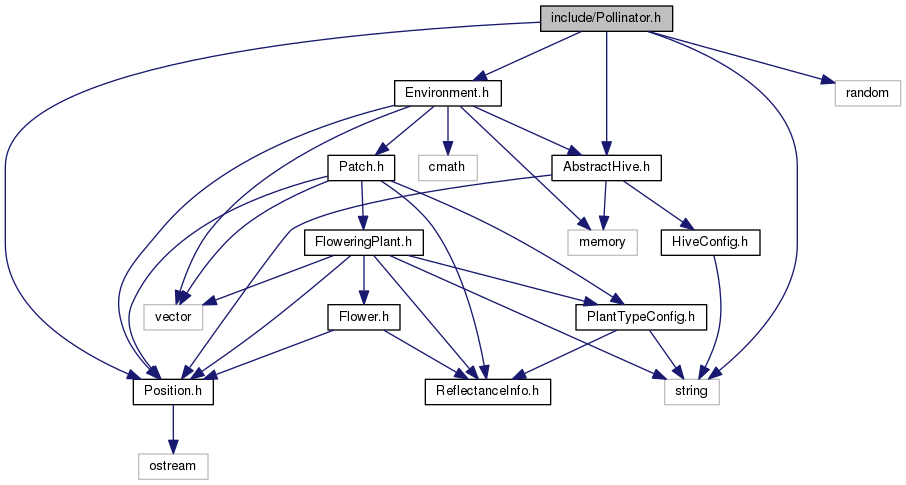 include/Pollinator.h
Environment.h
random
Patch.h
cmath
AbstractHive.h
FloweringPlant.h
memory
HiveConfig.h
vector
Flower.h
PlantTypeConfig.h
Position.h
ReflectanceInfo.h
string
ostream